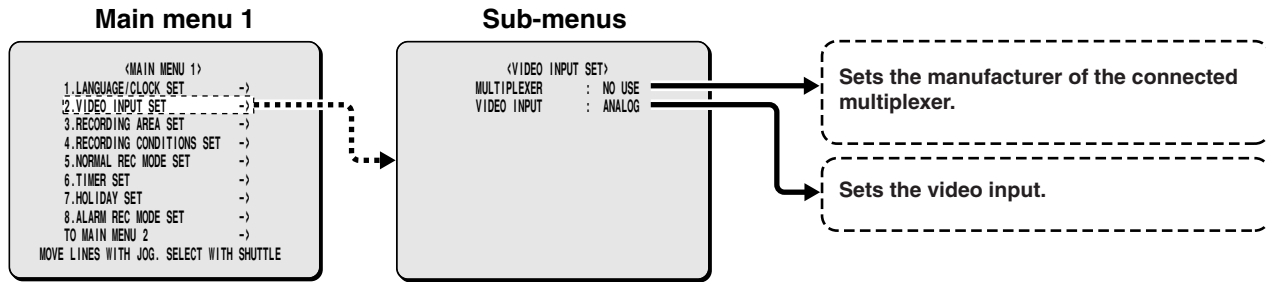 Main menu 1
<MAIN MENU 1>
1.LANGUAGE/CLOCK SET ->
2.VIDEO INPUT SET ->
3.RECORDING AREA SET ->
4.RECORDING CONDITIONS SET ->
5.NORMAL REC MODE SET ->
6.TIMER SET ->
7.HOLIDAY SET ->
8.ALARM REC MODE SET ->
TO MAIN MENU 2 ->
MOVE LINES WITH JOG. SELECT WITH SHUTTLE
Sub-menus
<VIDEO INPUT SET>
MULTIPLEXER : NO USE
VIDEO INPUT : ANALOG
Sets the manufacturer of the connected
multiplexer.
Sets the video input.